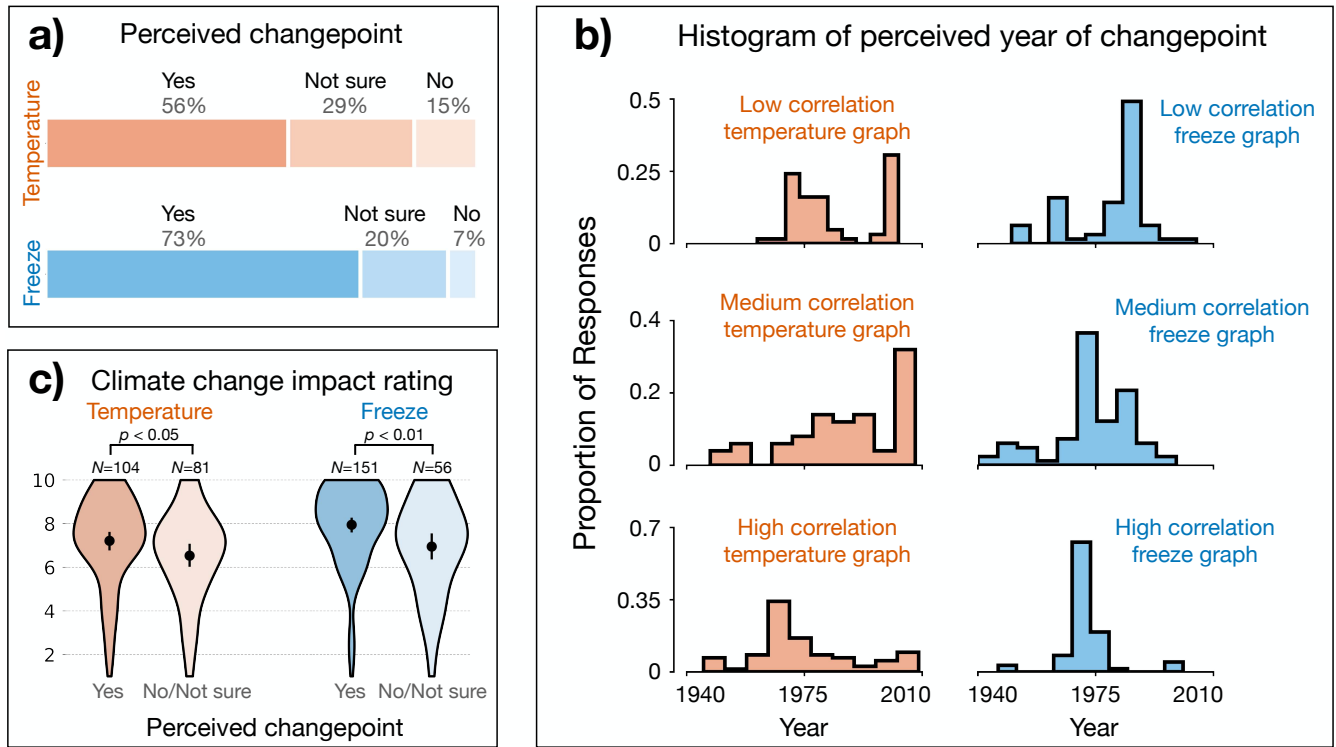 a) Perceived changepoint
Temperature
Yes Not sure No
56% 29% 15%
Freeze
Yes Not sure No
73% 20% 7%
c) Climate change impact rating
Temperature Freeze
p < 0.05 p < 0.01
N=104 N=81 N=151 N=56
10
8
6
4
2
Yes No/Not sure Yes No/Not sure
Perceived changepoint
b) Histogram of perceived year of changepoint
Proportion of Responses
Low correlation
temperature graph
Low correlation
freeze graph
0.5
0.25
0
Medium correlation
temperature graph
Medium correlation
freeze graph
0.4
0.2
0
High correlation
temperature graph
High correlation
freeze graph
0.7
0.35
0
1940 1975 2010 1940 1975 2010
Year Year